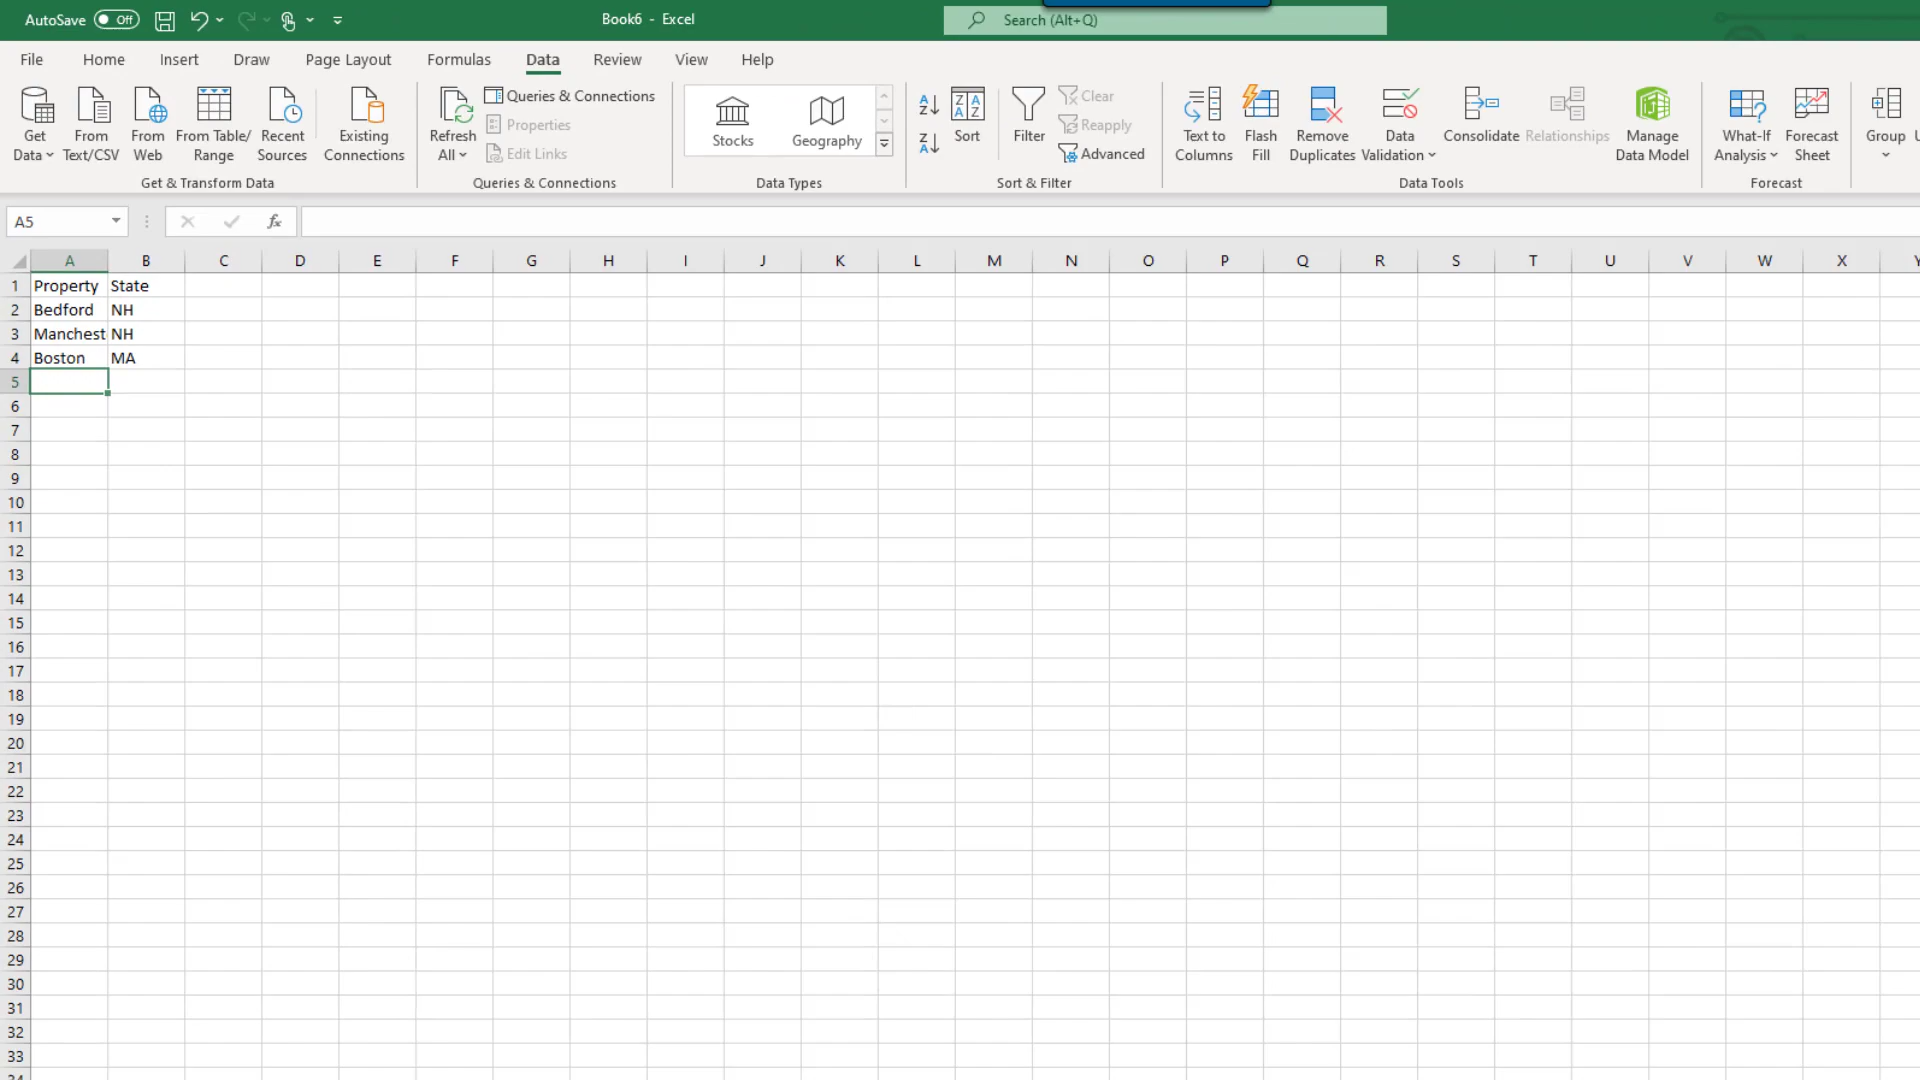 AutoSave Off Book6 - Excel Search (Alt+Q)
File Home Insert Draw Page Layout Formulas Data Review View Help
Get Data From Text/CSV From Web From Table/ Range Recent Sources Existing Connections
Get & Transform Data
Refresh All Queries & Connections
Properties
Edit Links
Queries & Connections
Stocks Geography
Data Types
Sort Filter Clear
Reapply
Advanced
Sort & Filter
Text to Columns Flash Fill Remove Duplicates Data Validation Consolidate Relationships Manage Data Model
Data Tools
What-If Analysis Forecast Sheet
Forecast
Group
A5 fx
A B C D E F G H I J K L M N O P Q R S T U V W X Y
1 Property State
2 Bedford NH
3 Manchest NH
4 Boston MA
5
6
7
8
9
10
11
12
13
14
15
16
17
18
19
20
21
22
23
24
25
26
27
28
29
30
31
32
33
34